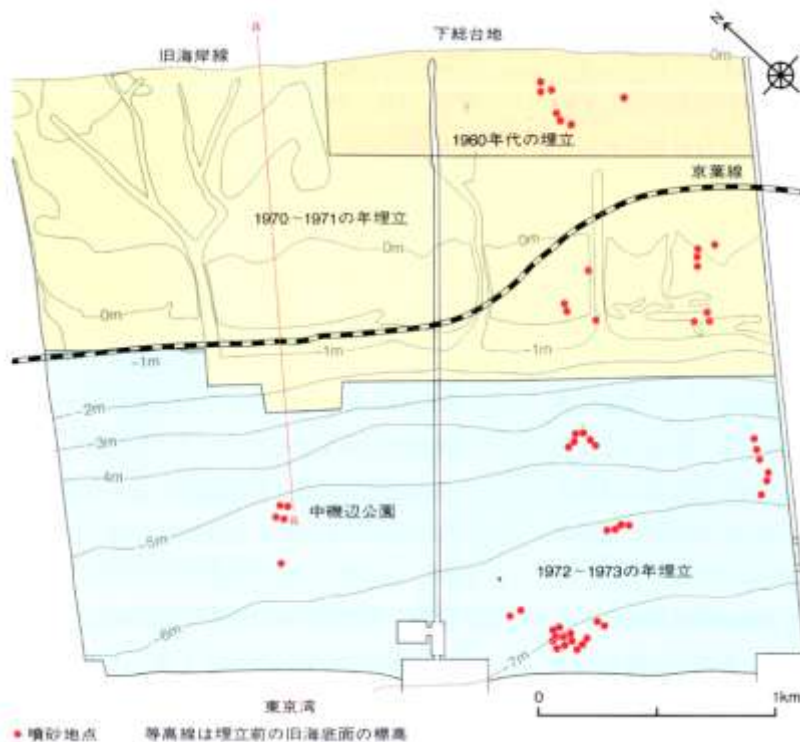 a
下総台地
旧海岸線
N
0m
1960年代の埋立
京葉線
1970~1971の年埋立
0m
0m
0m
-1m
-1m
-1m
-2m
-3m
-4m
中磯辺公園
a
-5m
1972~1973の年埋立
-6m
-7m
東京湾
0
1km
噴砂地点
等高線は埋立前の旧海底面の標高